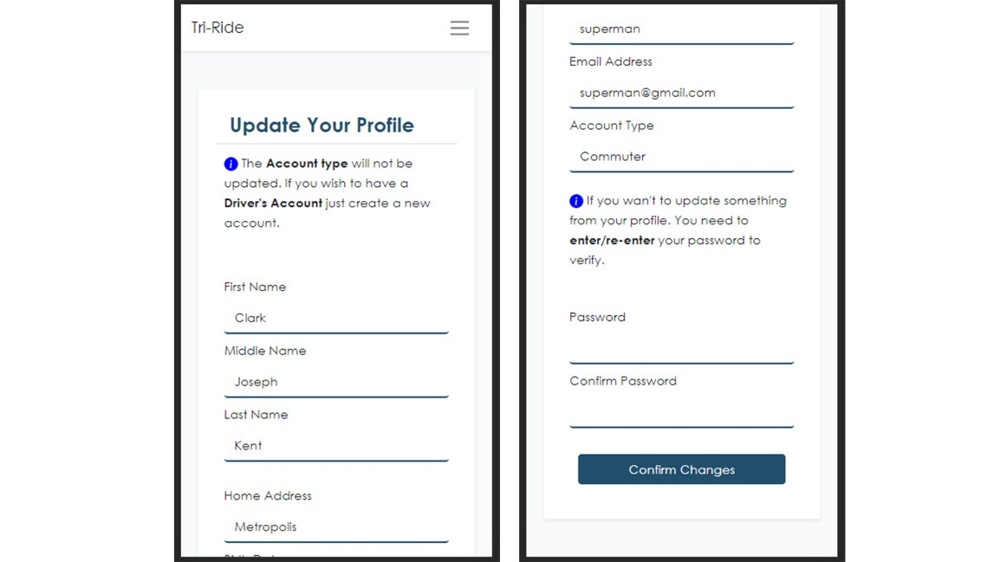 Tri-Ride
Update Your Profile
i The Account type will not be
updated. If you wish to have a
Driver's Account just create a new
account.
First Name
Clark
Middle Name
Joseph
Last Name
Kent
Home Address
Metropolis
superman
Email Address
superman@gmail.com
Account Type
Commuter
i If you wan't to update something
from your profile. You need to
enter/re-enter your password to
verify.
Password
Confirm Password
Confirm Changes